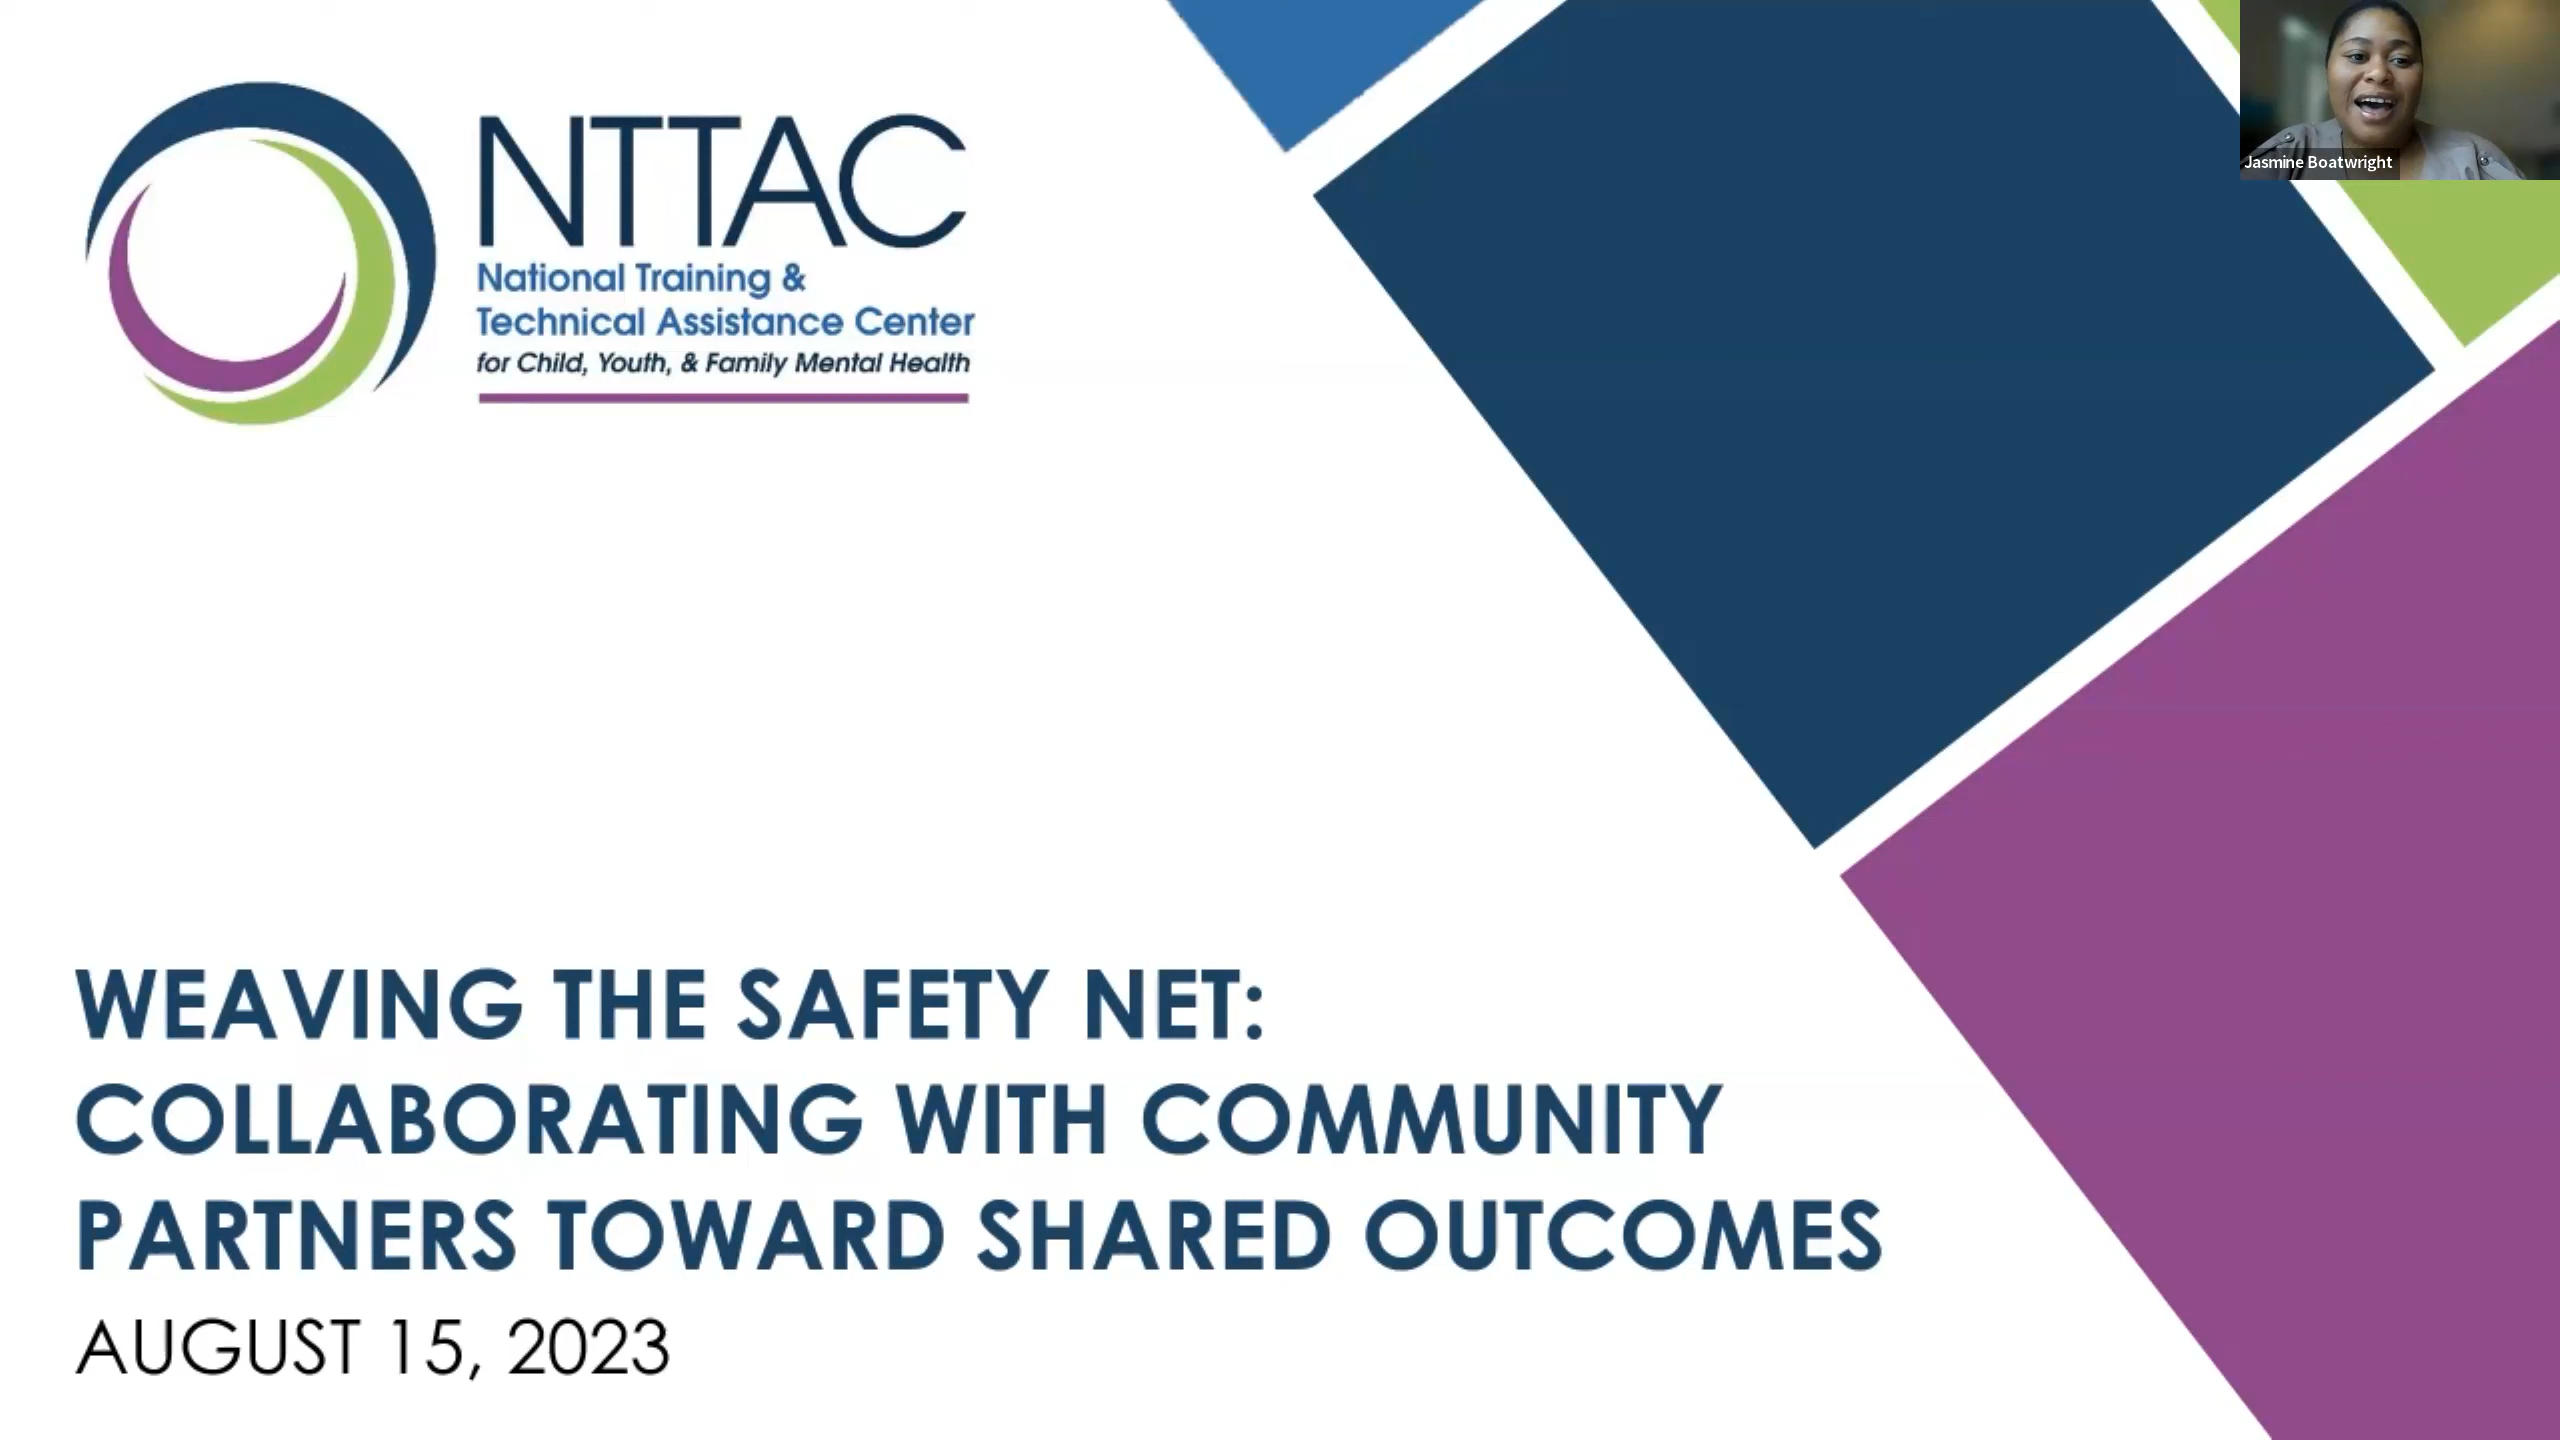 NTTAC
National Training &
Technical Assistance Center
for Child, Youth, & Family Mental Health
Jasmine Boatwright
WEAVING THE SAFETY NET:
COLLABORATING WITH COMMUNITY
PARTNERS TOWARD SHARED OUTCOMES
AUGUST 15, 2023